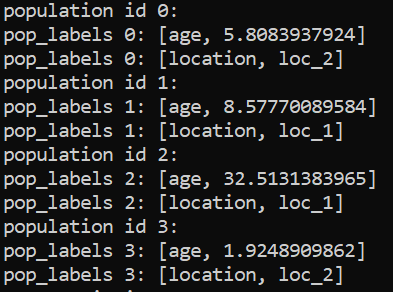 population id 0:
pop_labels 0: [age, 5.8083937924]
pop_labels 0: [location, loc_2]
population id 1:
pop_labels 1: [age, 8.57770089584]
pop_labels 1: [location, loc_1]
population id 2:
pop_labels 2: [age, 32.5131383965]
pop_labels 2: [location, loc_1]
population id 3:
pop_labels 3: [age, 1.9248909862]
pop_labels 3: [location, loc_2]